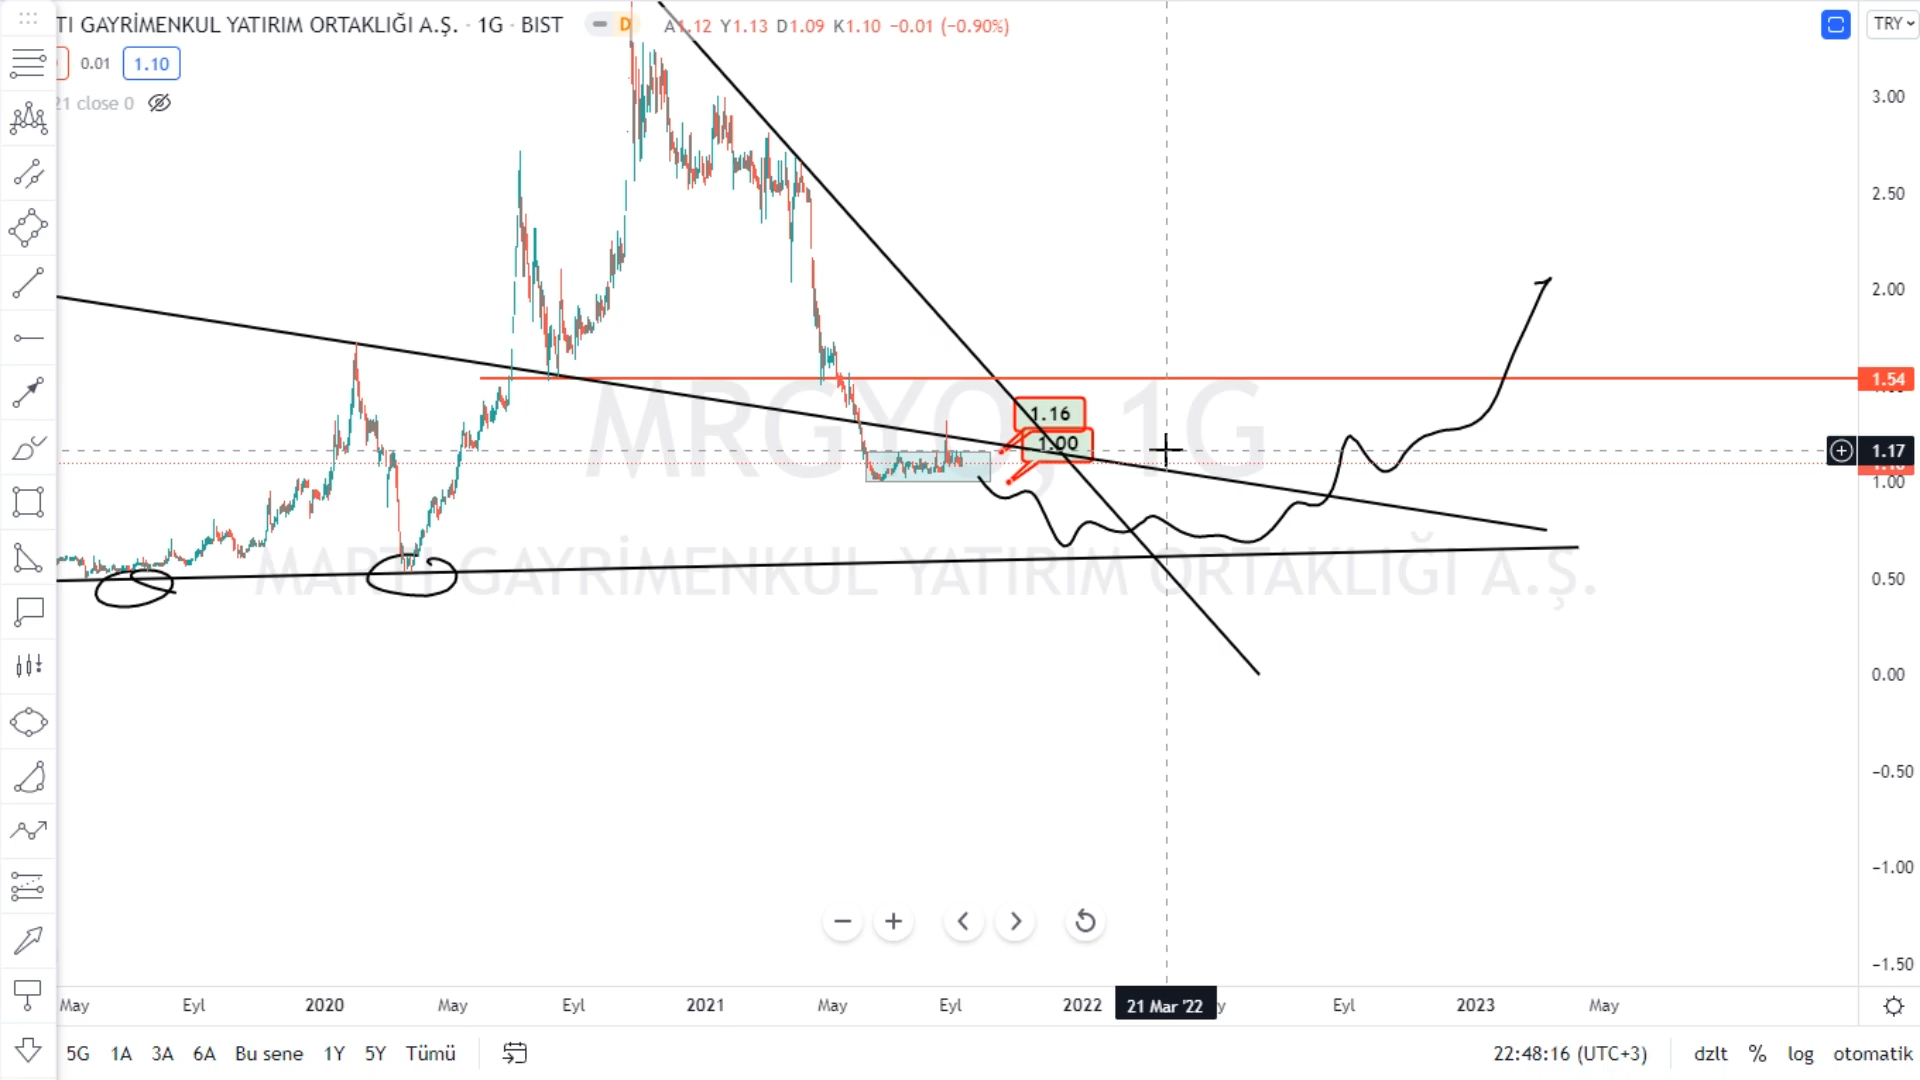 TI GAYRİMENKUL YATIRIM ORTAKLIĞI A.Ş. · 1G · BIST D A1.12 Y1.13 D1.09 K1.10 −0.01 (−0.90%)
TRY
0.01 1.10
21 close 0
3.00
2.50
2.00
1.54
MRGYO, 1G
1.16
1.00
1.17
1.00
MARTI GAYRİMENKUL YATIRIM ORTAKLIĞI A.Ş.
0.50
0.00
−0.50
−1.00
−1.50
May Eyl 2020 May Eyl 2021 May Eyl 2022 21 Mar '22 Eyl 2023 May
5G 1A 3A 6A Bu sene 1Y 5Y Tümü 22:48:16 (UTC+3) dzlt % log otomatik